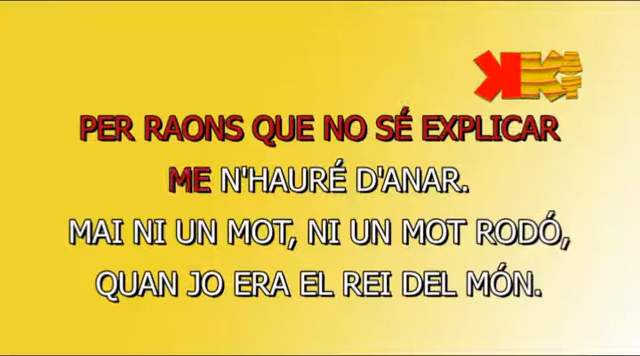 PER RAONS QUE NO SÉ EXPLICAR
ME N'HAURÉ D'ANAR.
MAI NI UN MOT, NI UN MOT RODÓ,
QUAN JO ERA EL REI DEL MÓN.